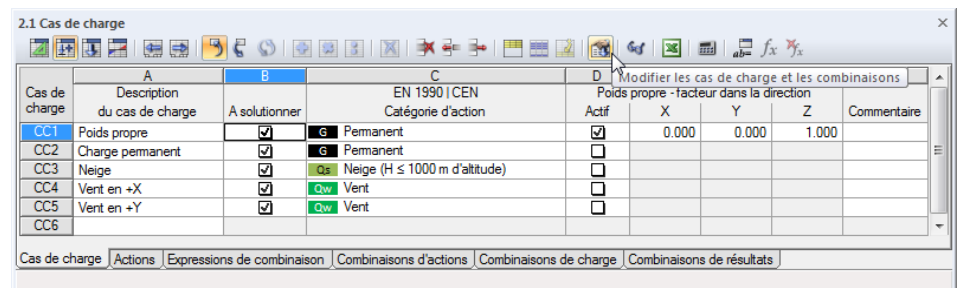 2.1 Cas de charge
Modifier les cas de charge et les combinaisons
A B C D
Cas de charge Description du cas de charge A solutionner EN 1990 | CEN Catégorie d'action Poids propre - facteur dans la direction Actif X Y Z Commentaire
CC1 Poids propre G Permanent 0.000 0.000 1.000
CC2 Charge permanent G Permanent
CC3 Neige Qs Neige (H ≤ 1000 m d'altitude)
CC4 Vent en +X Qw Vent
CC5 Vent en +Y Qw Vent
CC6
Cas de charge Actions Expressions de combinaison Combinaisons d'actions Combinaisons de charge Combinaisons de résultats